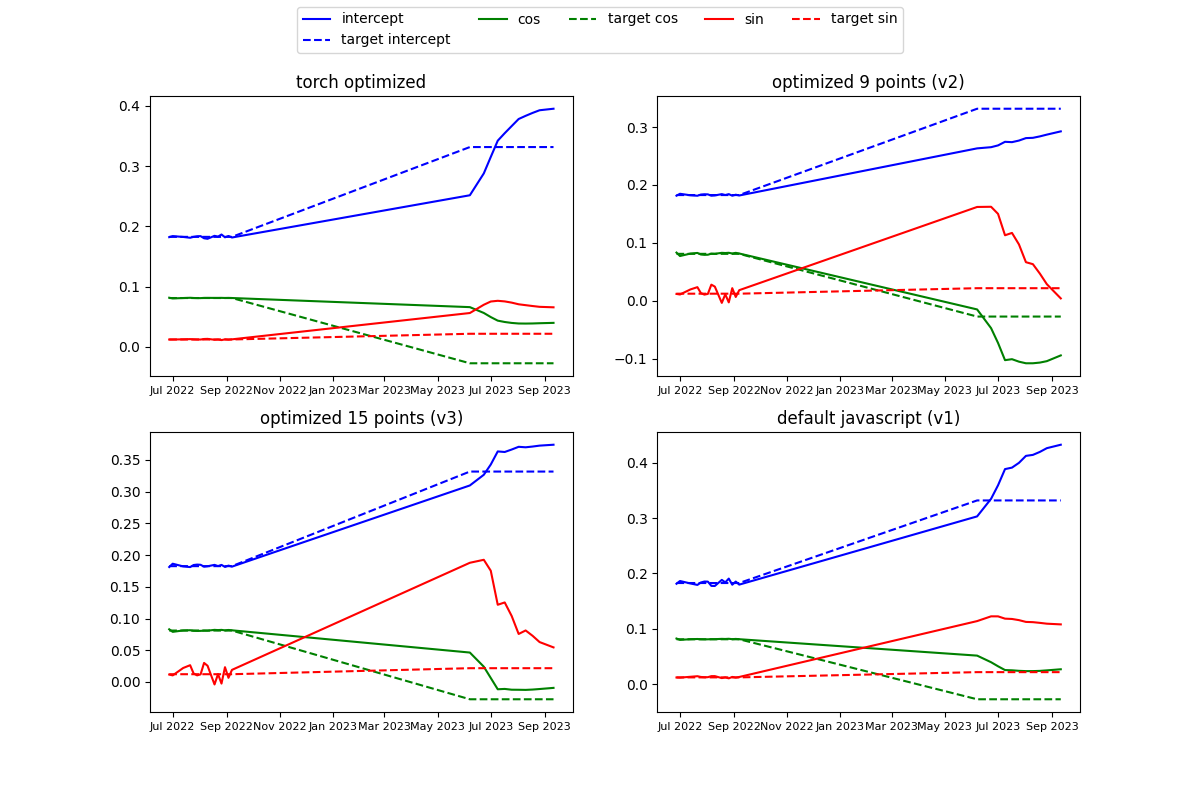 intercept cos target cos sin target sin
target intercept
torch optimized
0.4
0.3
0.2
0.1
0.0
Jul 2022 Sep 2022 Nov 2022 Jan 2023 Mar 2023 May 2023 Jul 2023 Sep 2023
optimized 9 points (v2)
0.3
0.2
0.1
0.0
−0.1
Jul 2022 Sep 2022 Nov 2022 Jan 2023 Mar 2023 May 2023 Jul 2023 Sep 2023
optimized 15 points (v3)
0.35
0.30
0.25
0.20
0.15
0.10
0.05
0.00
Jul 2022 Sep 2022 Nov 2022 Jan 2023 Mar 2023 May 2023 Jul 2023 Sep 2023
default javascript (v1)
0.4
0.3
0.2
0.1
0.0
Jul 2022 Sep 2022 Nov 2022 Jan 2023 Mar 2023 May 2023 Jul 2023 Sep 2023